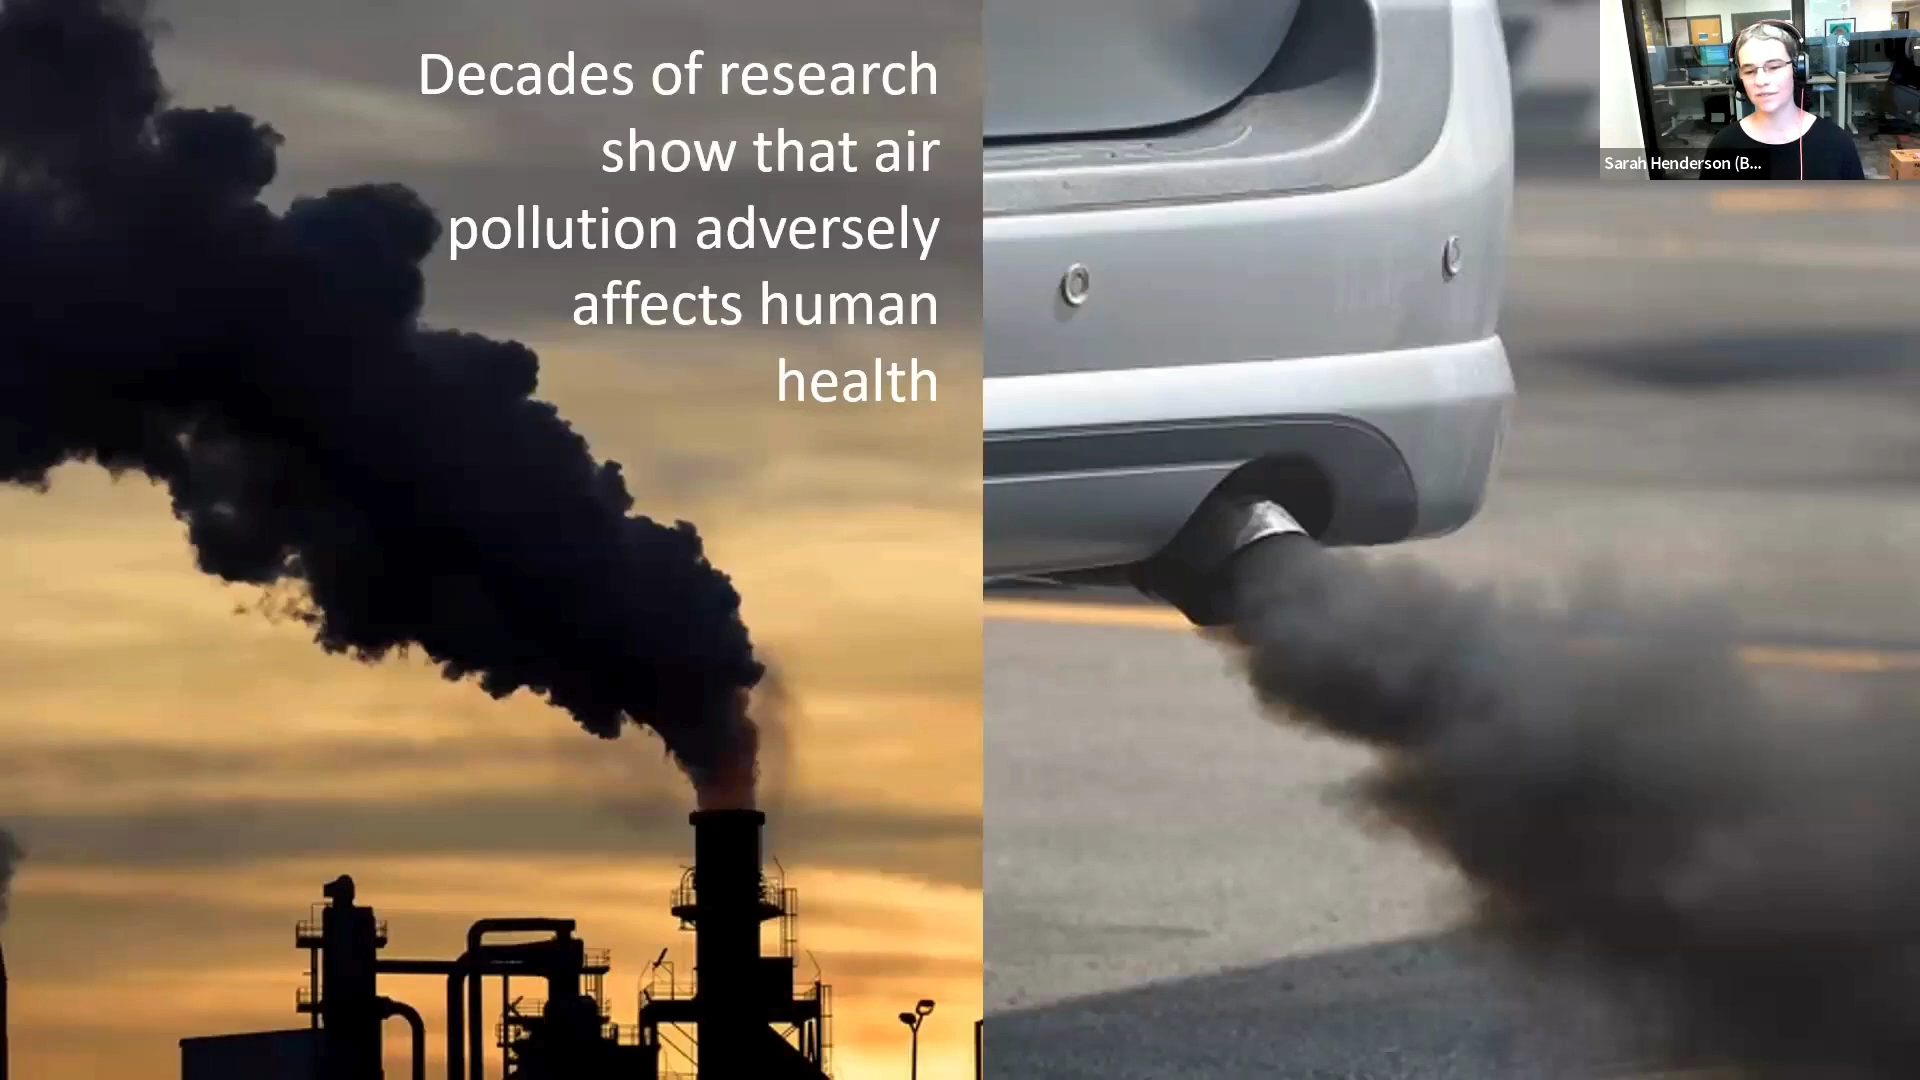 Decades of research
show that air
pollution adversely
affects human
health
Sarah Henderson (B...